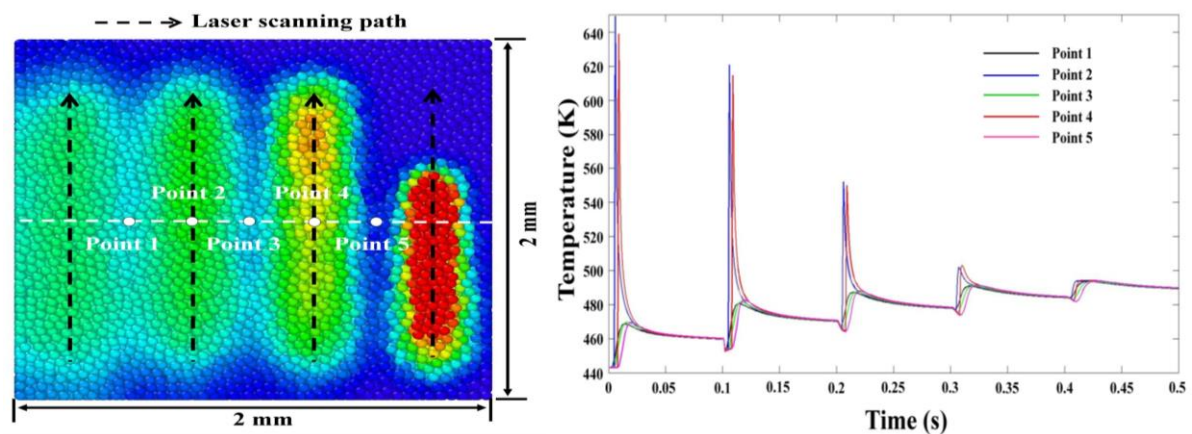 Laser scanning path
Point 2
Point 4
Point 1
Point 3
Point 5
2 mm
2 mm
Temperature (K)
640
620
600
580
560
540
520
500
480
460
440
Point 1
Point 2
Point 3
Point 4
Point 5
0
0.05
0.1
0.15
0.2
0.25
0.3
0.35
0.4
0.45
0.5
Time (s)